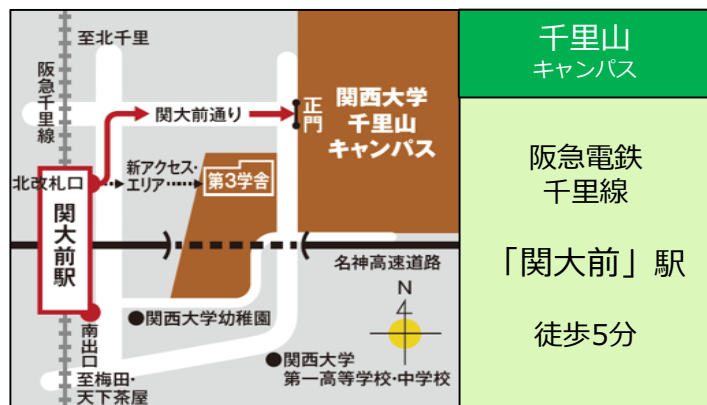 至北千里
阪急千里線
関大前通り
正門
関西大学
千里山
キャンパス
北改札口
新アクセス・
エリア
第3学舎
関大前駅
名神高速道路
N
●関西大学幼稚園
南出口
●関西大学
第一高等学校・中学校
至梅田・
天下茶屋
千里山
キャンパス
阪急電鉄
千里線
「関大前」駅
徒歩5分